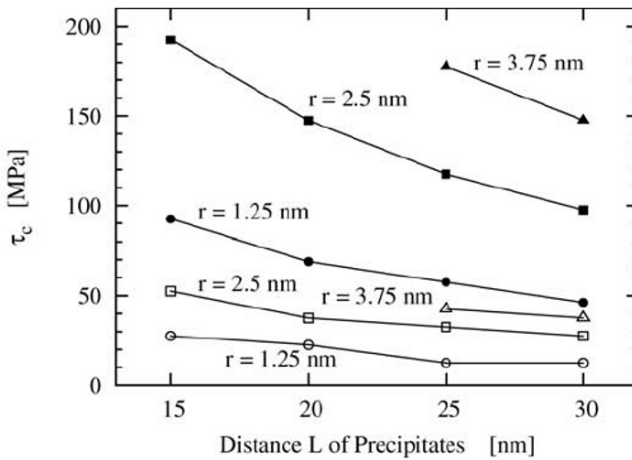 200
r = 3.75 nm
r = 2.5 nm
150
τc [MPa]
100
r = 1.25 nm
r = 2.5 nm
r = 3.75 nm
50
r = 1.25 nm
0
15 20 25 30
Distance L of Precipitates [nm]